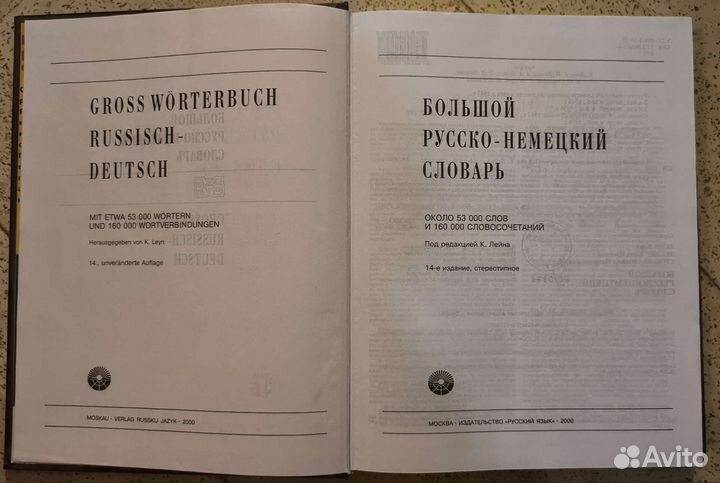 GROSS WÖRTERBUCH
RUSSISCH-
DEUTSCH
MIT ETWA 53 000 WÖRTERN
UND 160 000 WORTVERBINDUNGEN
Herausgegeben von K. Leyn
14., unveränderte Auflage
MOSKAU · VERLAG RUSSKIJ JAZYK · 2000
БОЛЬШОЙ
РУССКО-НЕМЕЦКИЙ
СЛОВАРЬ
ОКОЛО 53 000 СЛОВ
И 160 000 СЛОВОСОЧЕТАНИЙ
Под редакцией К. Лейна
14-е издание, стереотипное
МОСКВА · ИЗДАТЕЛЬСТВО «РУССКИЙ ЯЗЫК» · 2000
Avito